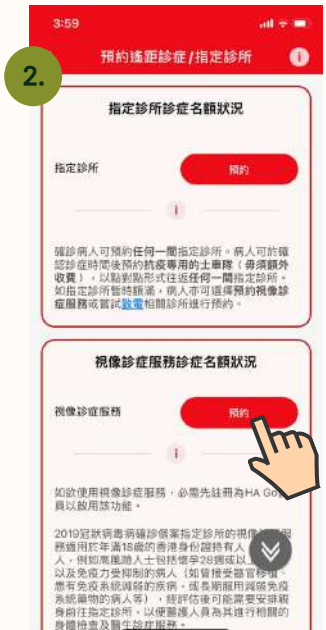 3:59
預約遙距診症/指定診所
2.
指定診所診症名額狀況
指定診所
預約
確診病人可預約任何一間指定診所。病人可於確
認診症時間後預約抗疫專用的士車隊(毋須額外
收費),以點對點形式往返任何一間指定診所。
如指定診所暫時額滿,病人亦可選擇預約視像診
症服務或嘗試致電相關診所進行預約。
視像診症服務診症名額狀況
視像診症服務
預約
如欲使用視像診症服務,必需先註冊為HA Go
員以啟用該功能。
2019冠狀病毒病確診個案指定診所的視像 服
務適用於年滿18歲的香港身份證持有人
人,例如高風險人士包括懷孕28週或以
以及免疫力受抑制的病人(如曾接受器官移植、
患有免疫系統減弱的疾病,或長期服用減弱免疫
系統藥物的病人等),經評估後可能需要安排親
身前往指定診所,以便醫護人員為其進行相關的
身體檢查及醫生診症服務。